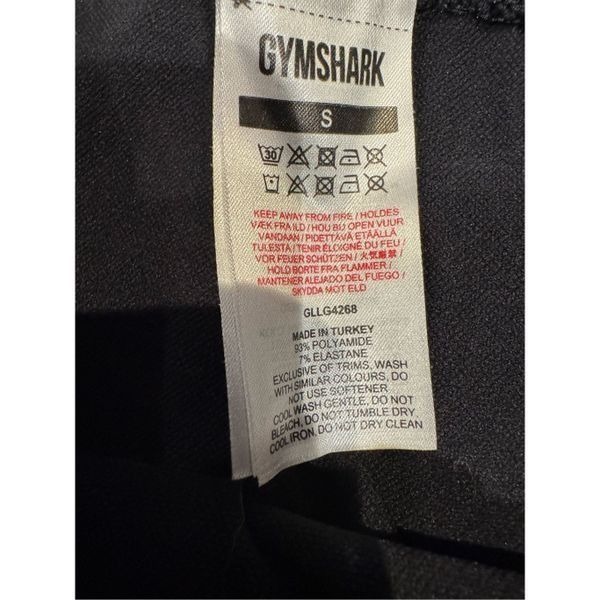 GYMSHARK
S
30
KEEP AWAY FROM FIRE / HOLDES
VÆK FRA ILD / HOU BIJ OPEN VUUR
VANDAAN / PIDETTÄVÄ ETÄÄLLÄ
TULESTA / TENIR ÉLOIGNÉ DU FEU /
VOR FEUER SCHÜTZEN / 火気厳禁 /
HOLD BORTE FRA FLAMMER /
MANTENER ALEJADO DEL FUEGO /
SKYDDA MOT ELD
GLLG4268
MADE IN TURKEY
93% POLYAMIDE
7% ELASTANE
EXCLUSIVE OF TRIMS, WASH
WITH SIMILAR COLOURS, DO
NOT USE SOFTENER
COOL WASH GENTLE, DO NOT
BLEACH, DO NOT TUMBLE DRY,
COOL IRON, DO NOT DRY CLEAN